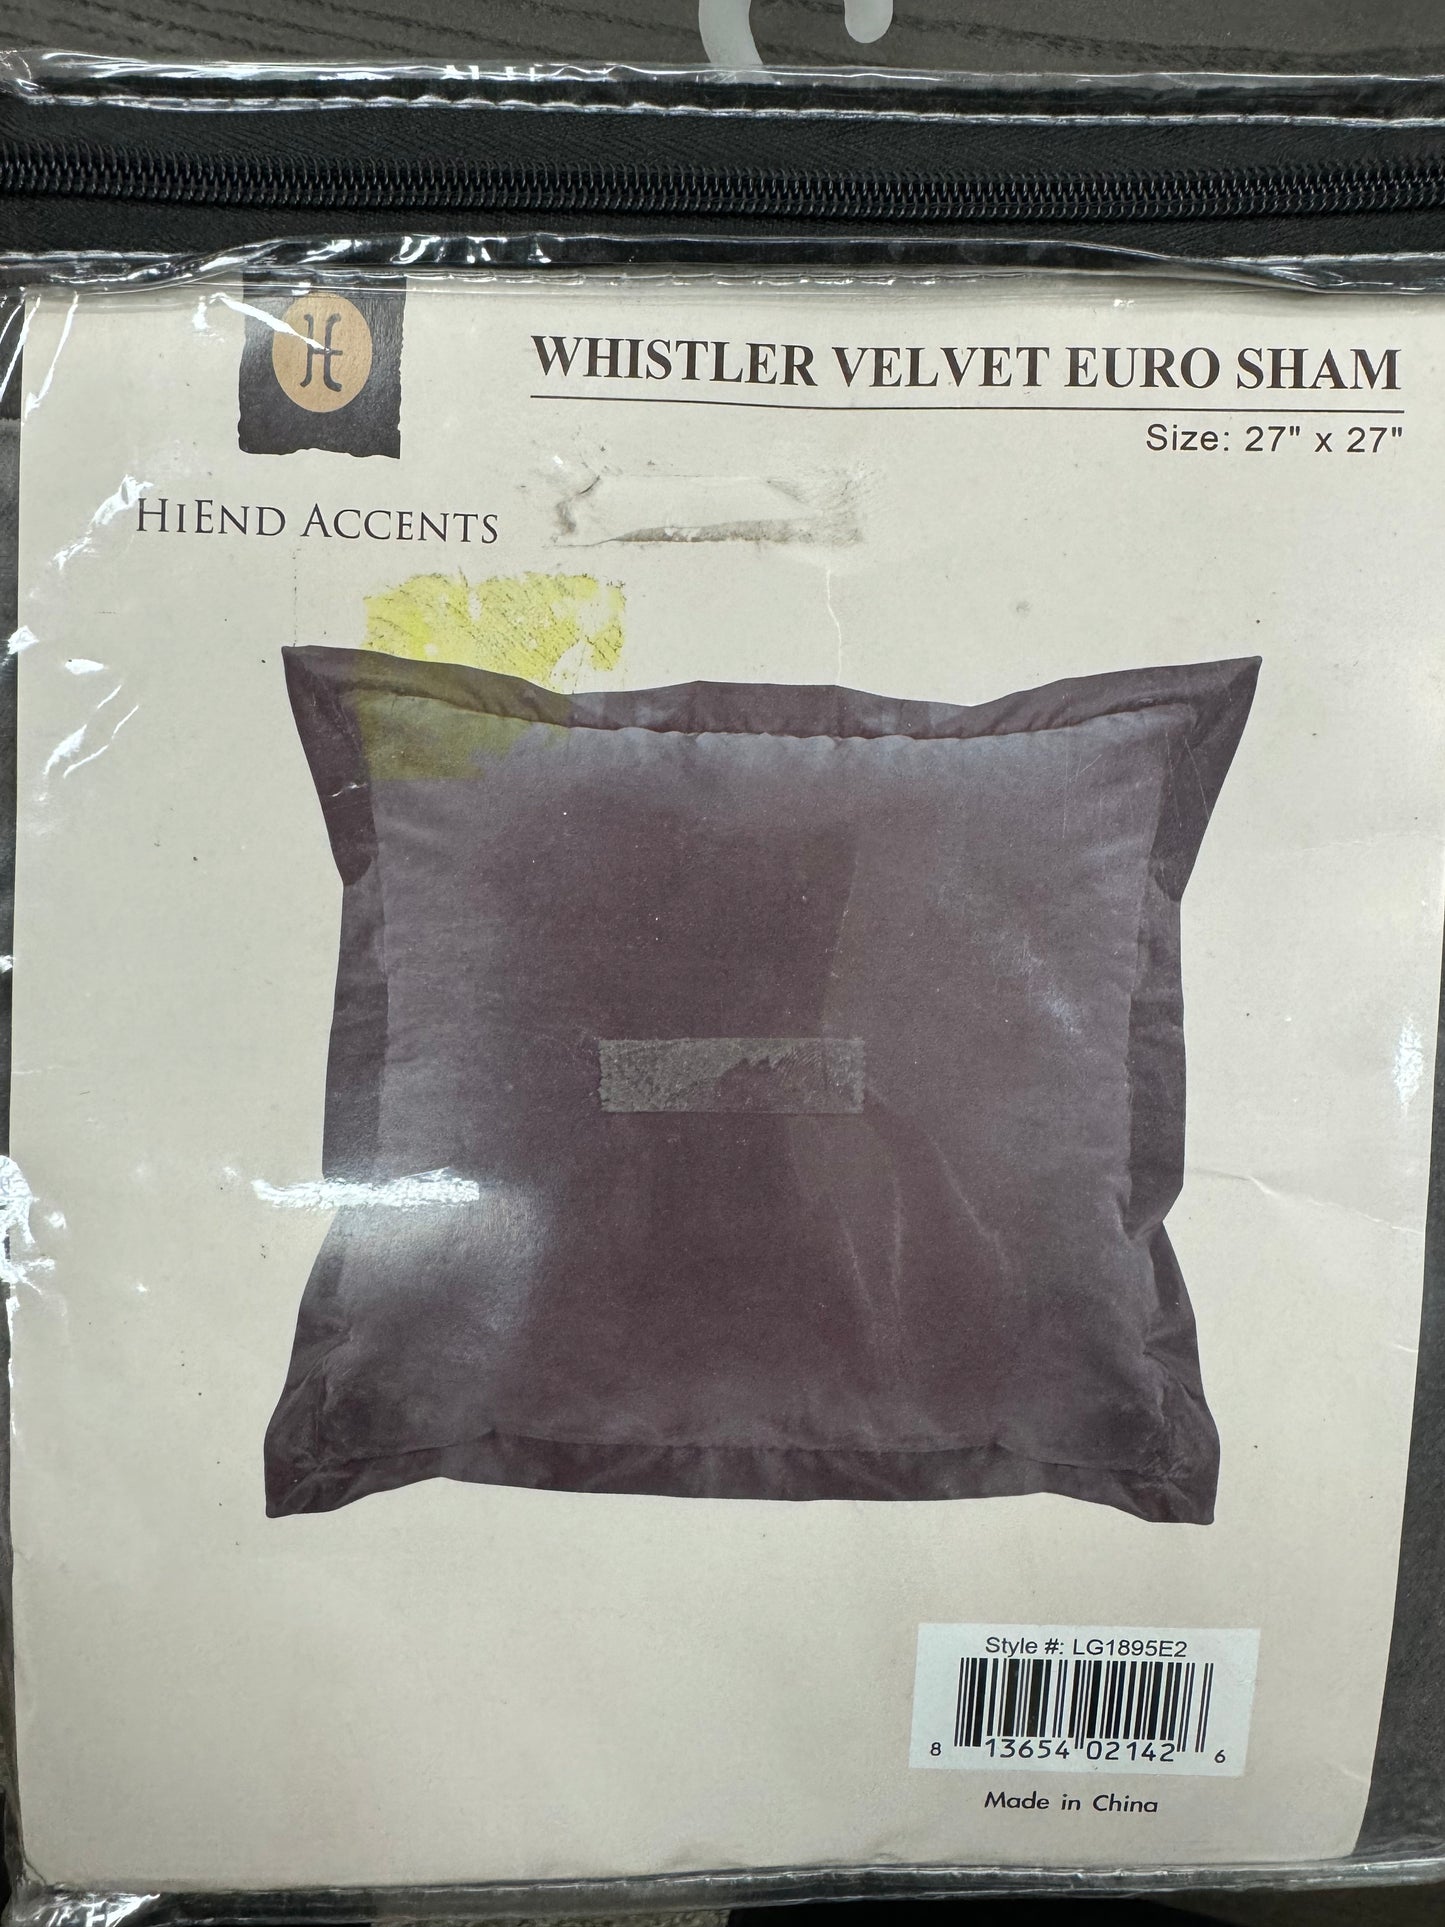 H
WHISTLER VELVET EURO SHAM
Size: 27" x 27"
HIEND ACCENTS
Style #: LG1895E2
8 13654 02142 6
Made in China